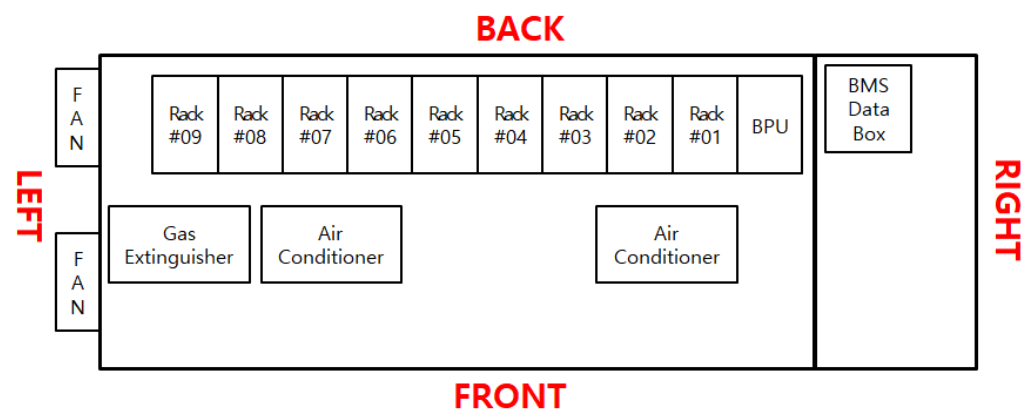 BACK
F
A
N
Rack
#09
Rack
#08
Rack
#07
Rack
#06
Rack
#05
Rack
#04
Rack
#03
Rack
#02
Rack
#01
BPU
BMS
Data
Box
LEFT
RIGHT
Gas
Extinguisher
Air
Conditioner
Air
Conditioner
F
A
N
FRONT